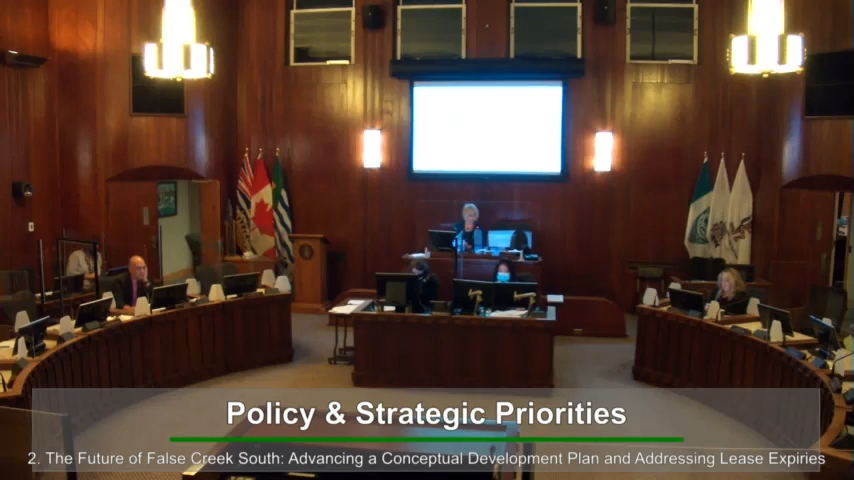 Policy & Strategic Priorities
2. The Future of False Creek South: Advancing a Conceptual Development Plan and Addressing Lease Expiries